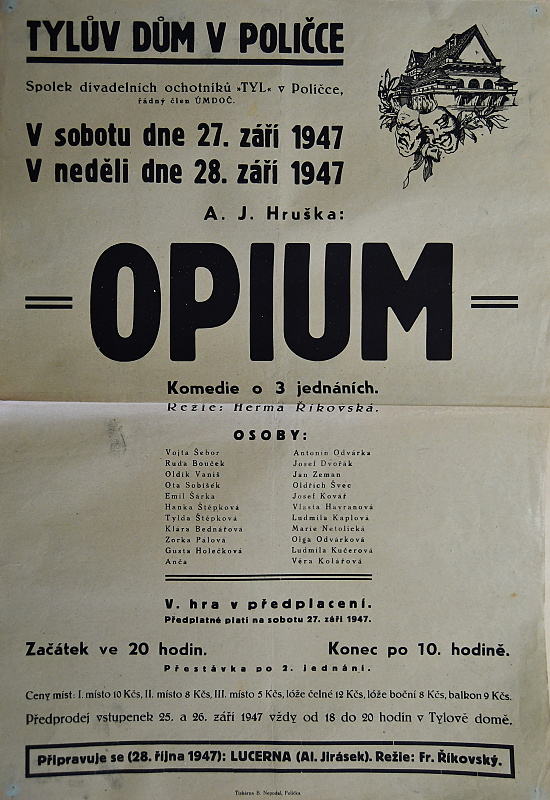 TYLŮV DŮM V POLIČCE
Spolek divadelních ochotníků »TYL« v Poličce,
řádný člen ÚMDOČ.
V sobotu dne 27. září 1947
V neděli dne 28. září 1947
A. J. Hruška:
OPIUM
Komedie o 3 jednáních.
Režie: Herma Říkovská.
OSOBY:
Vojta Šebor Antonín Odvárka
Ruda Bouček Josef Dvořák
Oldík Vaniš Jan Zeman
Ota Sobíšek Oldřich Švec
Emil Šárka Josef Kovář
Hanka Štěpková Vlasta Havranová
Tylda Štěpková Ludmila Kaplová
Klára Bednářová Marie Netolická
Zorka Pálová Olga Odvárková
Gusta Holečková Ludmila Kučerová
Anča Věra Kolářová
V. hra v předplacení.
Předplatné platí na sobotu 27. září 1947.
Začátek ve 20 hodin. Konec po 10. hodině.
Přestávka po 2. jednání.
Ceny míst: I. místo 10 Kčs, II. místo 8 Kčs, III. místo 5 Kčs, lóže čelné 12 Kčs, lóže boční 8 Kčs, balkon 9 Kčs.
Předprodej vstupenek 25. a 26. září 1947 vždy od 18 do 20 hodin v Tylově domě.
Připravuje se (28. října 1947): LUCERNA (Al. Jirásek). Režie: Fr. Říkovský.
Tiskárna B. Nepodal, Polička.